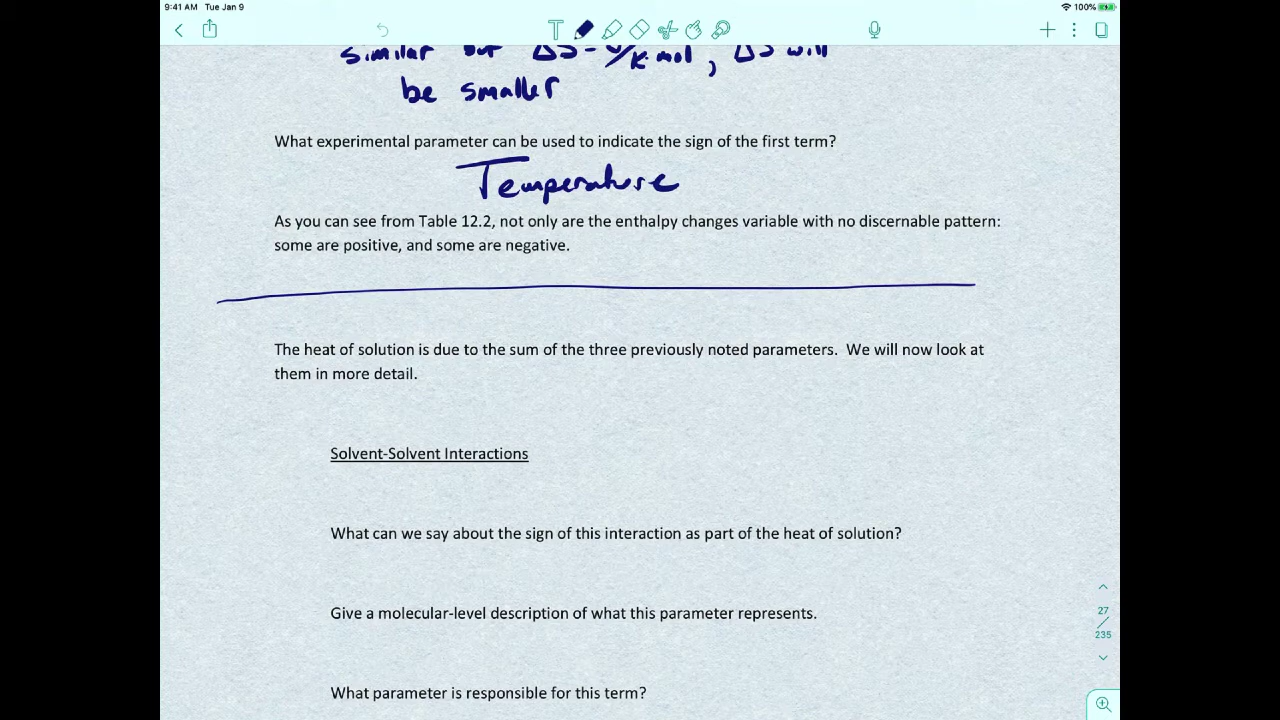 9:41 AM Tue Jan 9
100%
similar but ΔS = J/K·mol, ΔS will
be smaller
What experimental parameter can be used to indicate the sign of the first term?
Temperature
As you can see from Table 12.2, not only are the enthalpy changes variable with no discernable pattern:
some are positive, and some are negative.
The heat of solution is due to the sum of the three previously noted parameters. We will now look at
them in more detail.
Solvent-Solvent Interactions
What can we say about the sign of this interaction as part of the heat of solution?
Give a molecular-level description of what this parameter represents.
27
/
235
What parameter is responsible for this term?